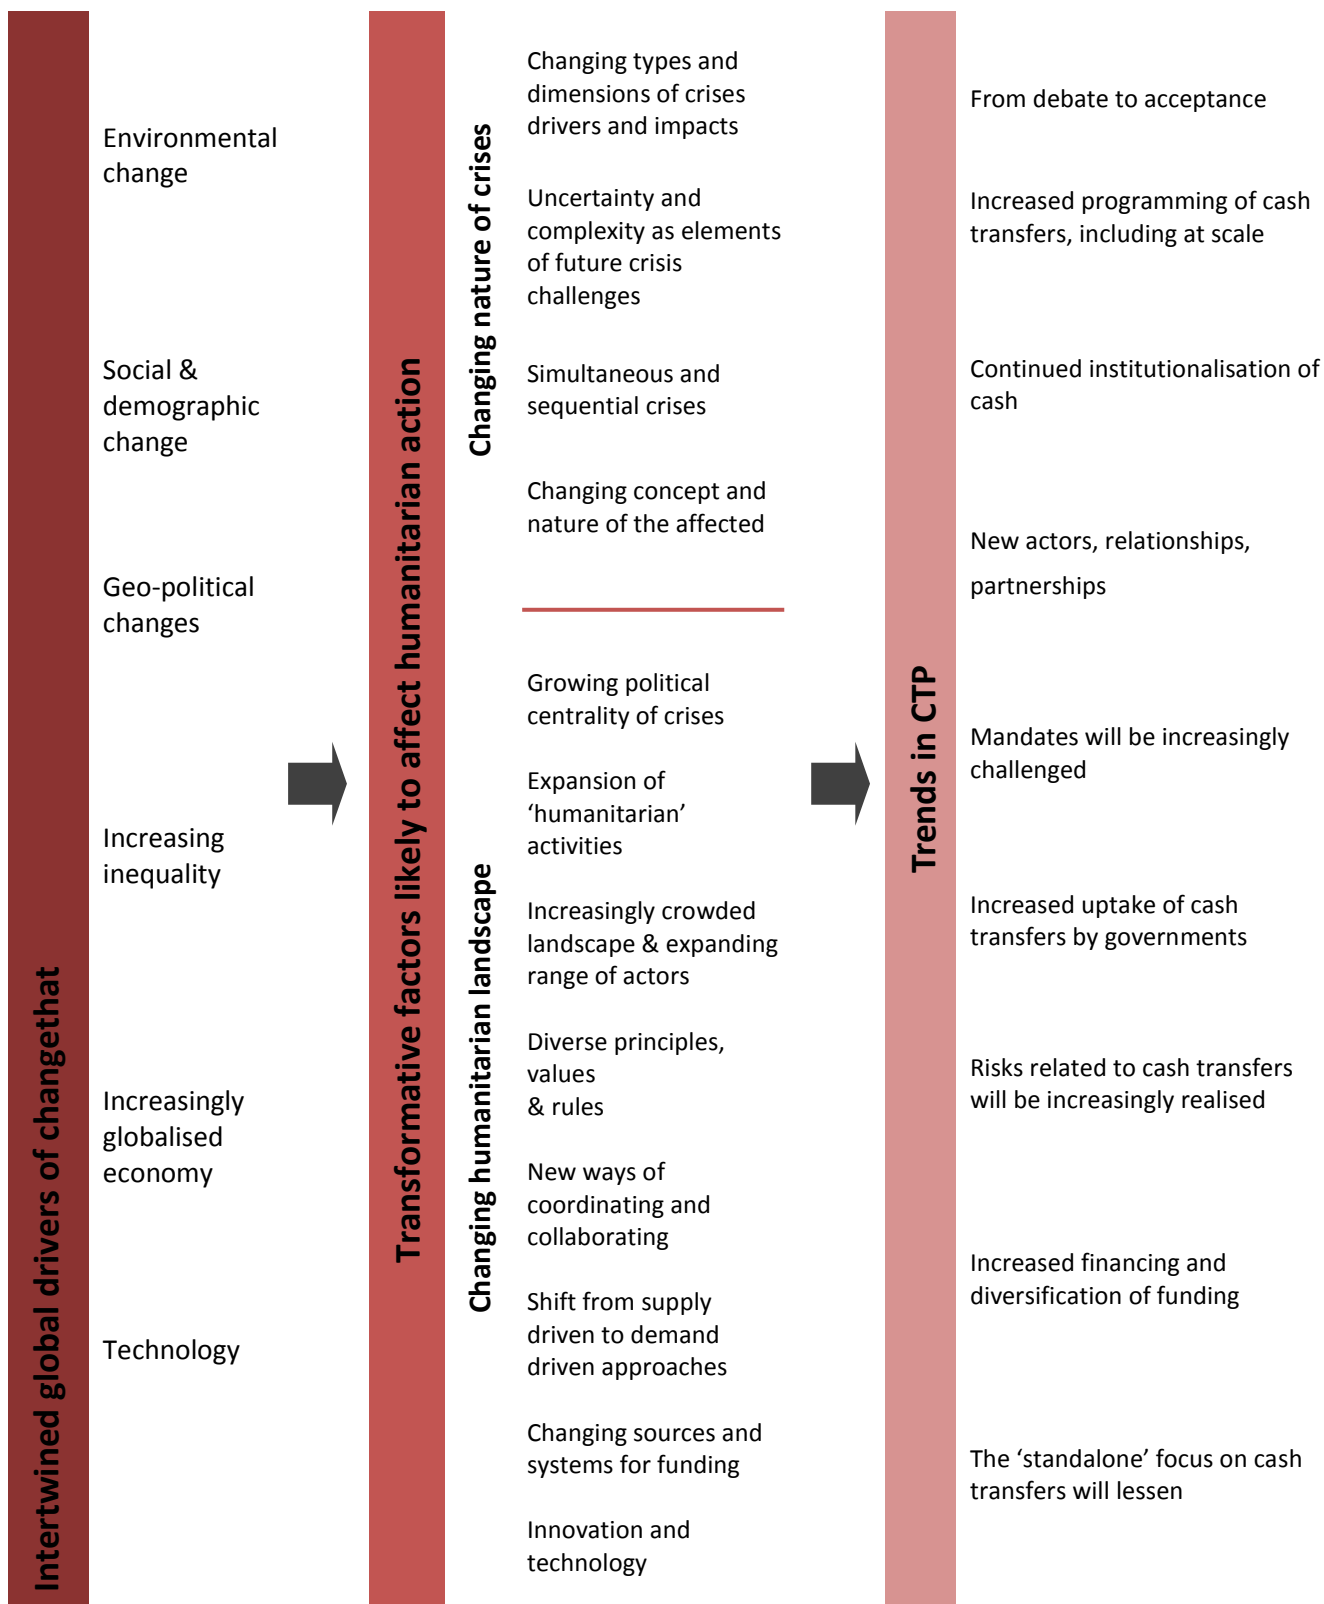 Intertwined global drivers of changethat
Environmental
change
Social &
demographic
change
Geo-political
changes
Increasing
inequality
Increasingly
globalised
economy
Technology
Transformative factors likely to affect humanitarian action
Changing nature of crises
Changing types and
dimensions of crises
drivers and impacts
Uncertainty and
complexity as elements
of future crisis
challenges
Simultaneous and
sequential crises
Changing concept and
nature of the affected
Changing humanitarian landscape
Growing political
centrality of crises
Expansion of
‘humanitarian’
activities
Increasingly crowded
landscape & expanding
range of actors
Diverse principles,
values
& rules
New ways of
coordinating and
collaborating
Shift from supply
driven to demand
driven approaches
Changing sources and
systems for funding
Innovation and
technology
Trends in CTP
From debate to acceptance
Increased programming of cash
transfers, including at scale
Continued institutionalisation of
cash
New actors, relationships,
partnerships
Mandates will be increasingly
challenged
Increased uptake of cash
transfers by governments
Risks related to cash transfers
will be increasingly realised
Increased financing and
diversification of funding
The ‘standalone’ focus on cash
transfers will lessen